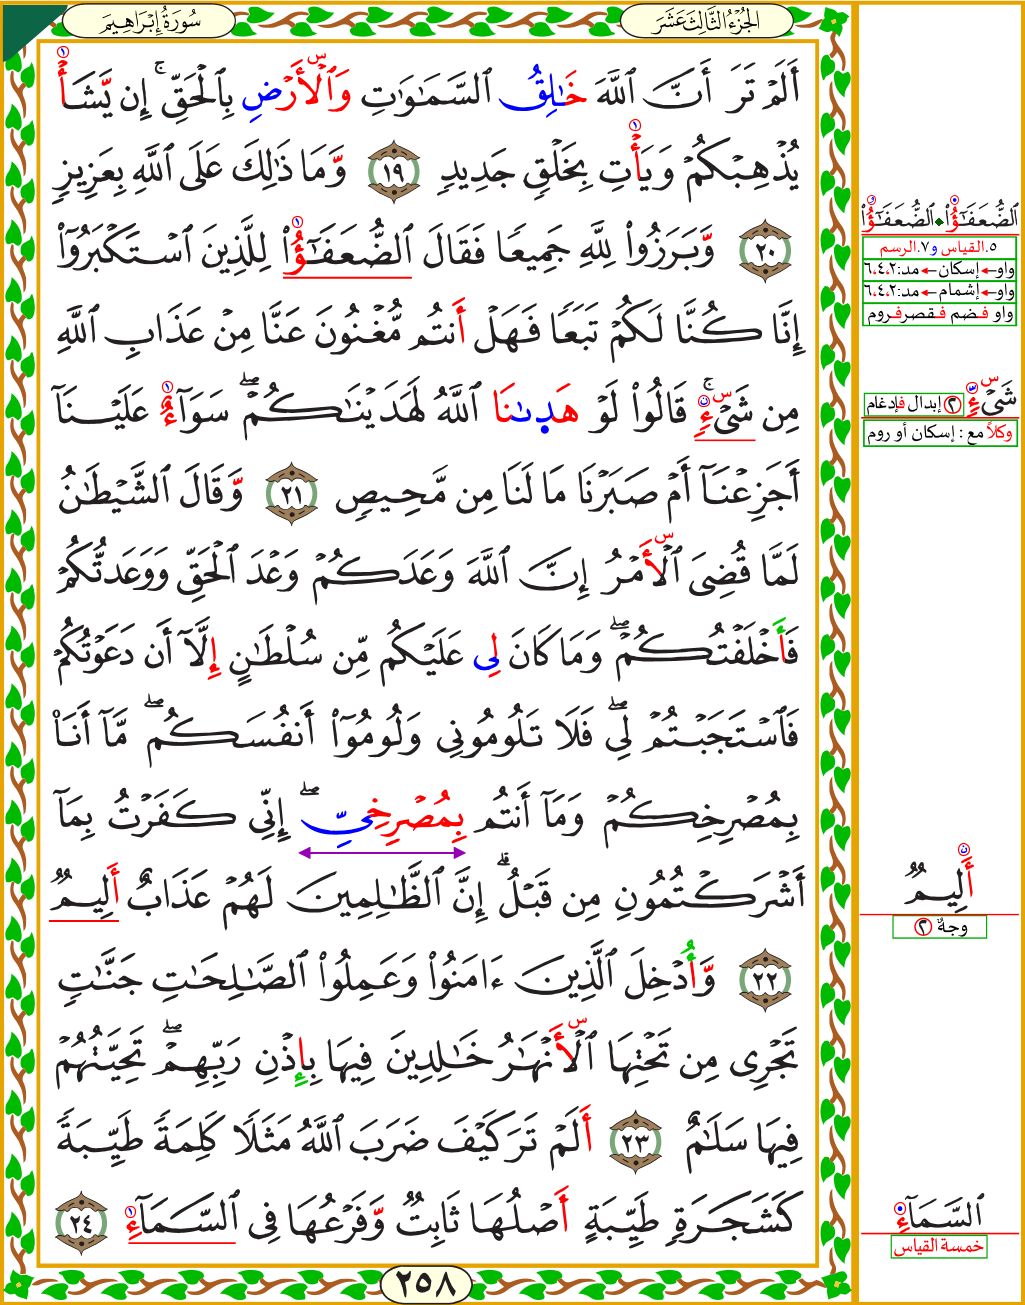 سُورَةُ إِبْرَاهِيمَ
الجُزْءُ الثَّالِثَ عَشَرَ
أَلَمْ تَرَ أَنَّ ٱللَّهَ خَـٰلِقُ ٱلسَّمَـٰوَٰتِ وَٱلْأَرْضِ بِٱلْحَقِّ ۚ إِن يَّشَأْ
يُذْهِبْكُمْ وَيَأْتِ بِخَلْقٍ جَدِيدٍ ١٩ وَّمَا ذَٰلِكَ عَلَى ٱللَّهِ بِعَزِيزٍ
٢٠ وَّبَرَزُوا۟ لِلَّهِ جَمِيعًا فَقَالَ ٱلضُّعَفَـٰٓؤُا۟ لِلَّذِينَ ٱسْتَكْبَرُوٓا۟
إِنَّا كُنَّا لَكُمْ تَبَعًا فَهَلْ أَنتُم مُّغْنُونَ عَنَّا مِنْ عَذَابِ ٱللَّهِ
مِن شَىْءٍ ۚ قَالُوا۟ لَوْ هَدَىٰنَا ٱللَّهُ لَهَدَيْنَـٰكُمْ ۖ سَوَآءٌ عَلَيْنَآ
أَجَزِعْنَآ أَمْ صَبَرْنَا مَا لَنَا مِن مَّحِيصٍ ٢١ وَّقَالَ ٱلشَّيْطَـٰنُ
لَمَّا قُضِىَ ٱلْأَمْرُ إِنَّ ٱللَّهَ وَعَدَكُمْ وَعْدَ ٱلْحَقِّ وَوَعَدتُّكُمْ
فَأَخْلَفْتُكُمْ ۖ وَمَا كَانَ لِى عَلَيْكُم مِّن سُلْطَـٰنٍ إِلَّآ أَن دَعَوْتُكُمْ
فَٱسْتَجَبْتُمْ لِى ۖ فَلَا تَلُومُونِى وَلُومُوٓا۟ أَنفُسَكُم ۖ مَّآ أَنَا۠
بِمُصْرِخِكُمْ وَمَآ أَنتُم بِمُصْرِخِىِّ ۖ إِنِّى كَفَرْتُ بِمَآ
أَشْرَكْتُمُونِ مِن قَبْلُ ۗ إِنَّ ٱلظَّـٰلِمِينَ لَهُمْ عَذَابٌ أَلِيمٌ
٢٢ وَّأُدْخِلَ ٱلَّذِينَ ءَامَنُوا۟ وَعَمِلُوا۟ ٱلصَّـٰلِحَـٰتِ جَنَّـٰتٍ
تَجْرِى مِن تَحْتِهَا ٱلْأَنْهَـٰرُ خَـٰلِدِينَ فِيهَا بِإِذْنِ رَبِّهِمْ ۖ تَحِيَّتُهُمْ
فِيهَا سَلَـٰمٌ ٢٣ أَلَمْ تَرَ كَيْفَ ضَرَبَ ٱللَّهُ مَثَلًا كَلِمَةً طَيِّبَةً
كَشَجَرَةٍ طَيِّبَةٍ أَصْلُهَا ثَابِتٌ وَّفَرْعُهَا فِى ٱلسَّمَآءِ ٢٤
٢٥٨
ٱلضُّعَفَـٰٓؤُا۟ ٱلضُّعَفَـٰٓؤُا۟
٥.القياس و٧.الرسم
واو←إسكان←مد:٦،٤،٢
واو←إشمام←مد:٦،٤،٢
واو فضم فقصر فروم
شَىْءٍ ٢ إبدال فإدغام
وكلاً مع : إسكان أو روم
أَلِيمٌ
وجهٌ ٢
ٱلسَّمَآءِ
خمسة القياس